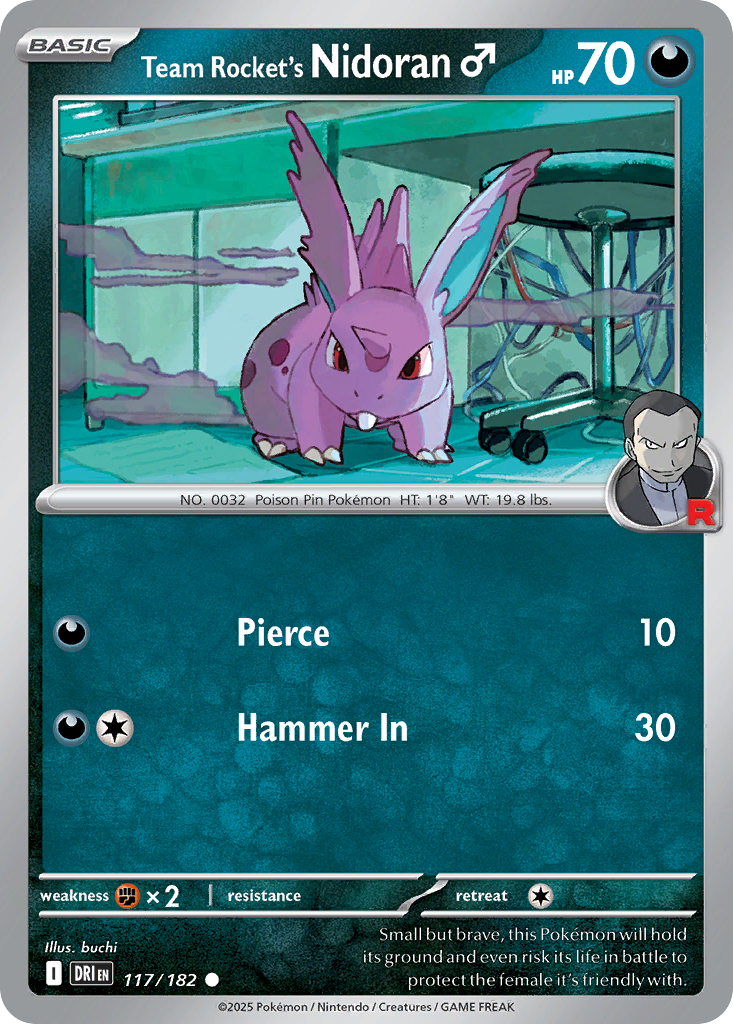 BASIC
Team Rocket's Nidoran ♂ HP 70
NO. 0032 Poison Pin Pokémon HT: 1'8" WT: 19.8 lbs.
R
Pierce 10
Hammer In 30
weakness ×2 resistance retreat
Illus. buchi
Small but brave, this Pokémon will hold
its ground and even risk its life in battle to
protect the female it's friendly with.
I DRI EN 117/182
©2025 Pokémon / Nintendo / Creatures / GAME FREAK